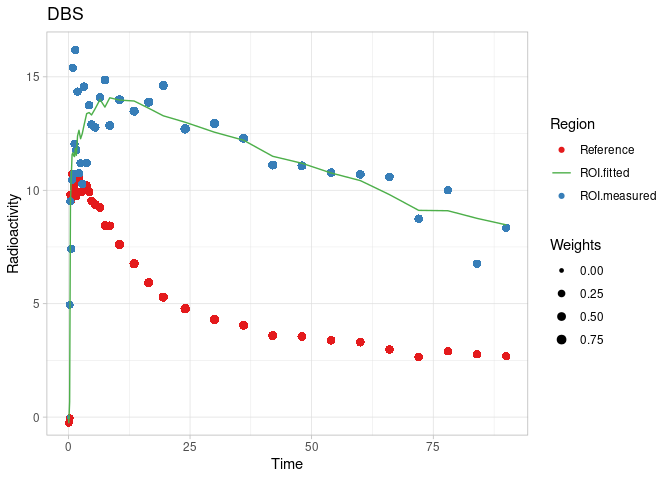 DBS
Radioactivity
15
10
5
0
0
25
50
75
Time
Region
Reference
ROI.fitted
ROI.measured
Weights
0.00
0.25
0.50
0.75